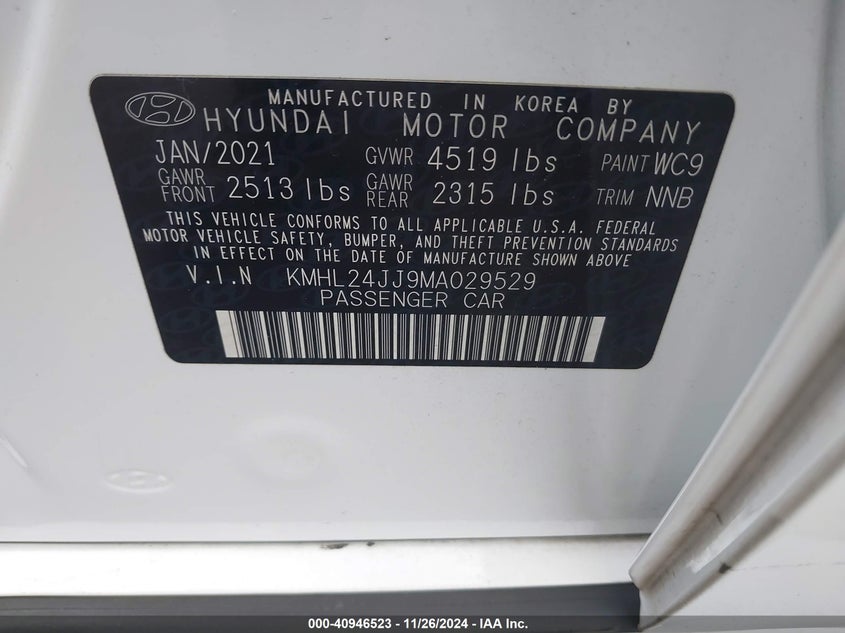 MANUFACTURED IN KOREA BY
HYUNDAI MOTOR COMPANY
JAN/2021 GVWR 4519 lbs PAINT WC9
GAWR FRONT 2513 lbs GAWR REAR 2315 lbs TRIM NNB
THIS VEHICLE CONFORMS TO ALL APPLICABLE U.S.A. FEDERAL
MOTOR VEHICLE SAFETY, BUMPER, AND THEFT PREVENTION STANDARDS
IN EFFECT ON THE DATE OF MANUFACTURE SHOWN ABOVE
V.I.N KMHL24JJ9MA029529
PASSENGER CAR
000-40946523 - 11/26/2024 - IAA Inc.